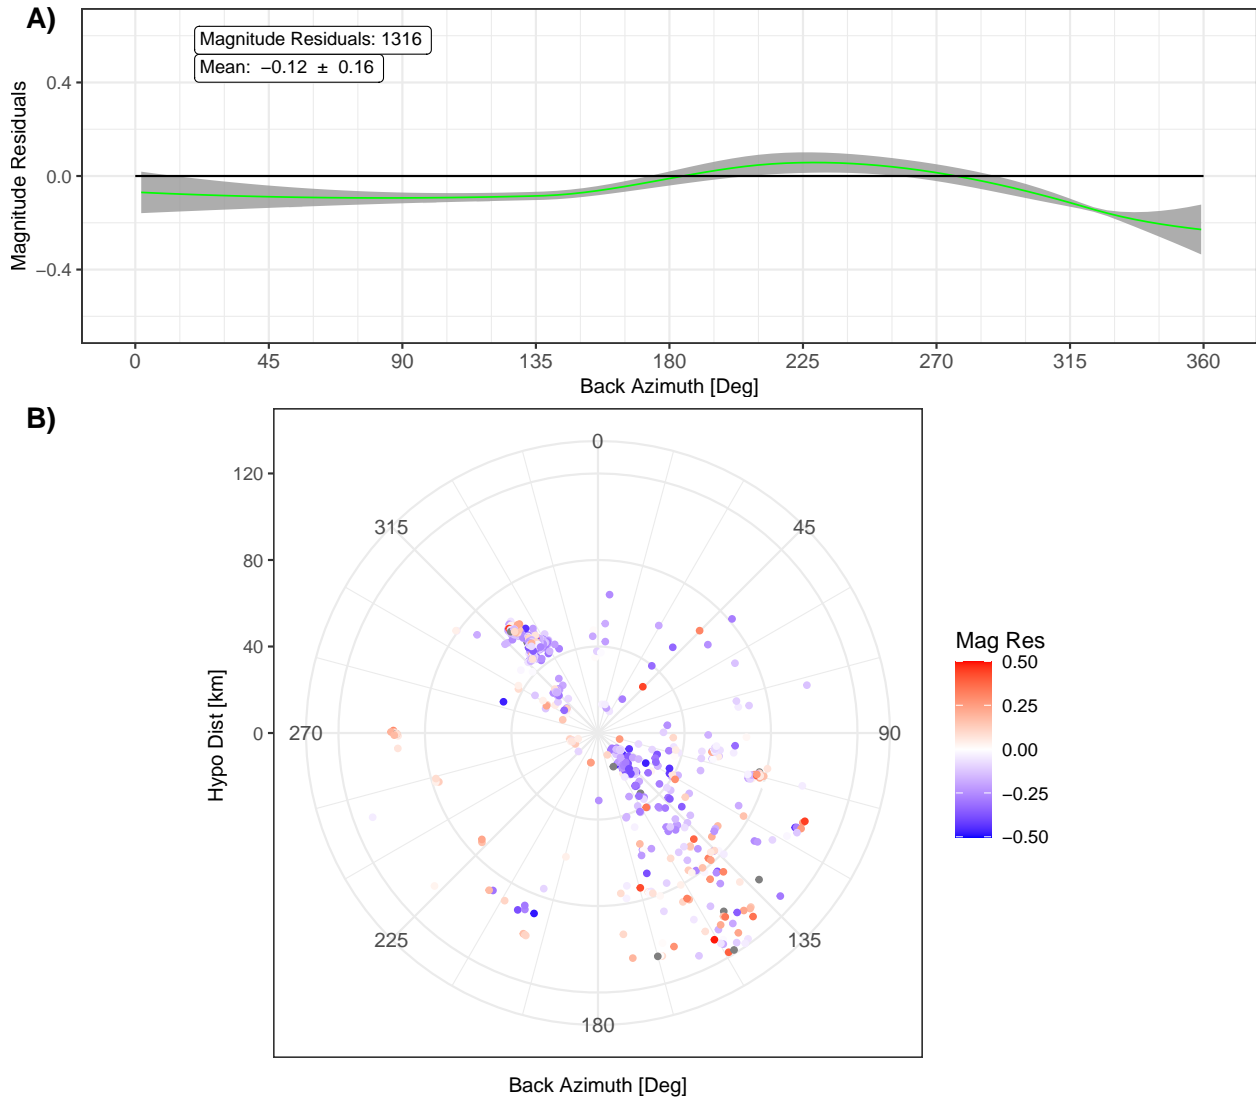 A)
Magnitude Residuals: 1316
Mean: −0.12 ± 0.16
Magnitude Residuals
0.4
0.0
−0.4
0 45 90 135 180 225 270 315 360
Back Azimuth [Deg]
B)
Hypo Dist [km]
120
80
40
0
0
45
90
135
180
225
270
315
Back Azimuth [Deg]
Mag Res
0.50
0.25
0.00
−0.25
−0.50